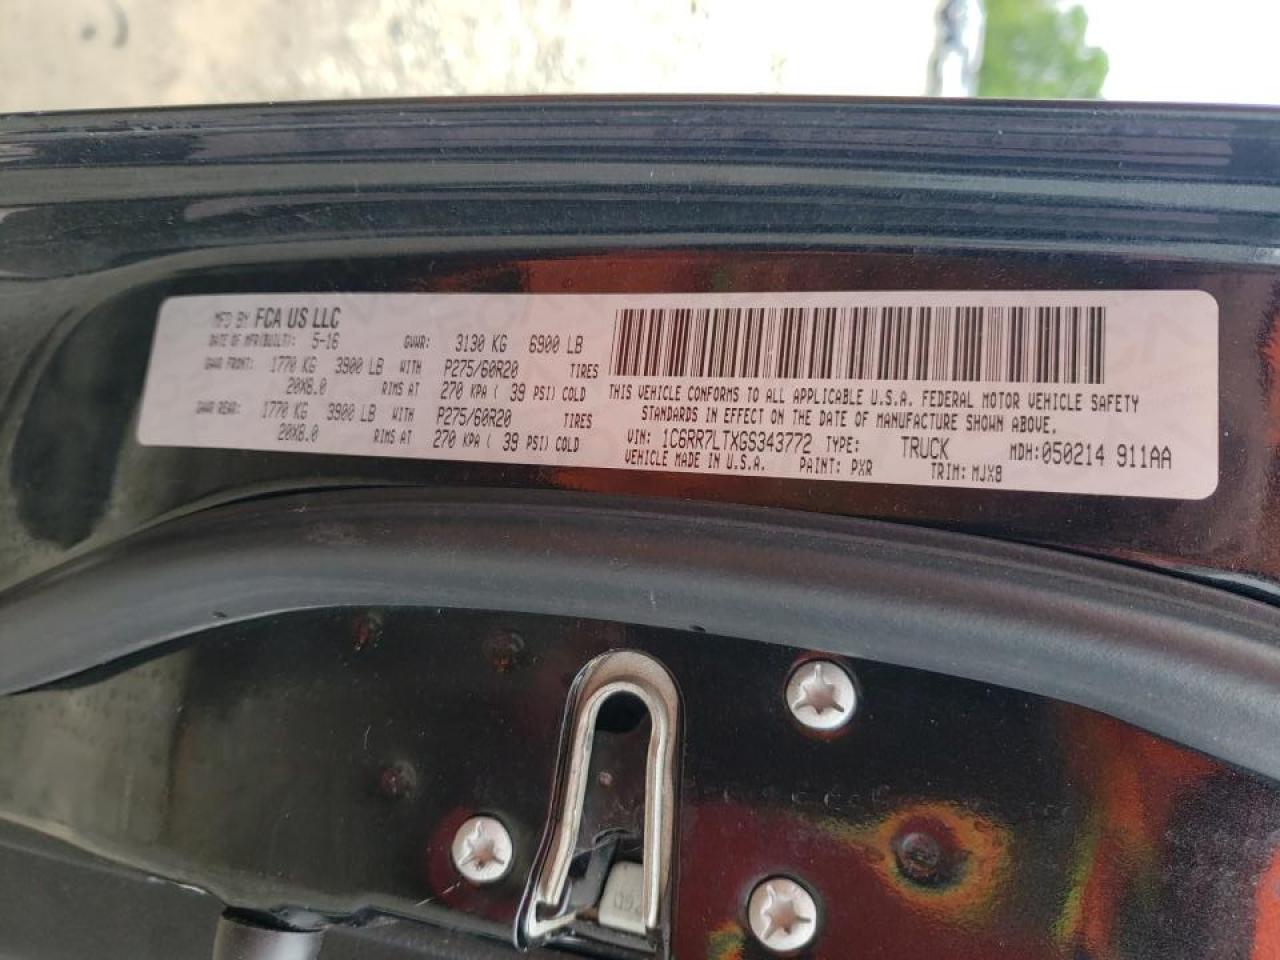 MFD BY FCA US LLC
DATE OF MFR(BUILT): 5-16 GVWR: 3130 KG 6900 LB
GAWR FRONT: 1770 KG 3900 LB WITH P275/60R20 TIRES
20X8.0 RIMS AT 270 KPA ( 39 PSI) COLD
GAWR REAR: 1770 KG 3900 LB WITH P275/60R20 TIRES
20X8.0 RIMS AT 270 KPA ( 39 PSI) COLD
THIS VEHICLE CONFORMS TO ALL APPLICABLE U.S.A. FEDERAL MOTOR VEHICLE SAFETY
STANDARDS IN EFFECT ON THE DATE OF MANUFACTURE SHOWN ABOVE.
VIN: 1C6RR7LTXGS343772 TYPE: TRUCK MDH:050214 911AA
VEHICLE MADE IN U.S.A. PAINT: PXR TRIM: MJX8